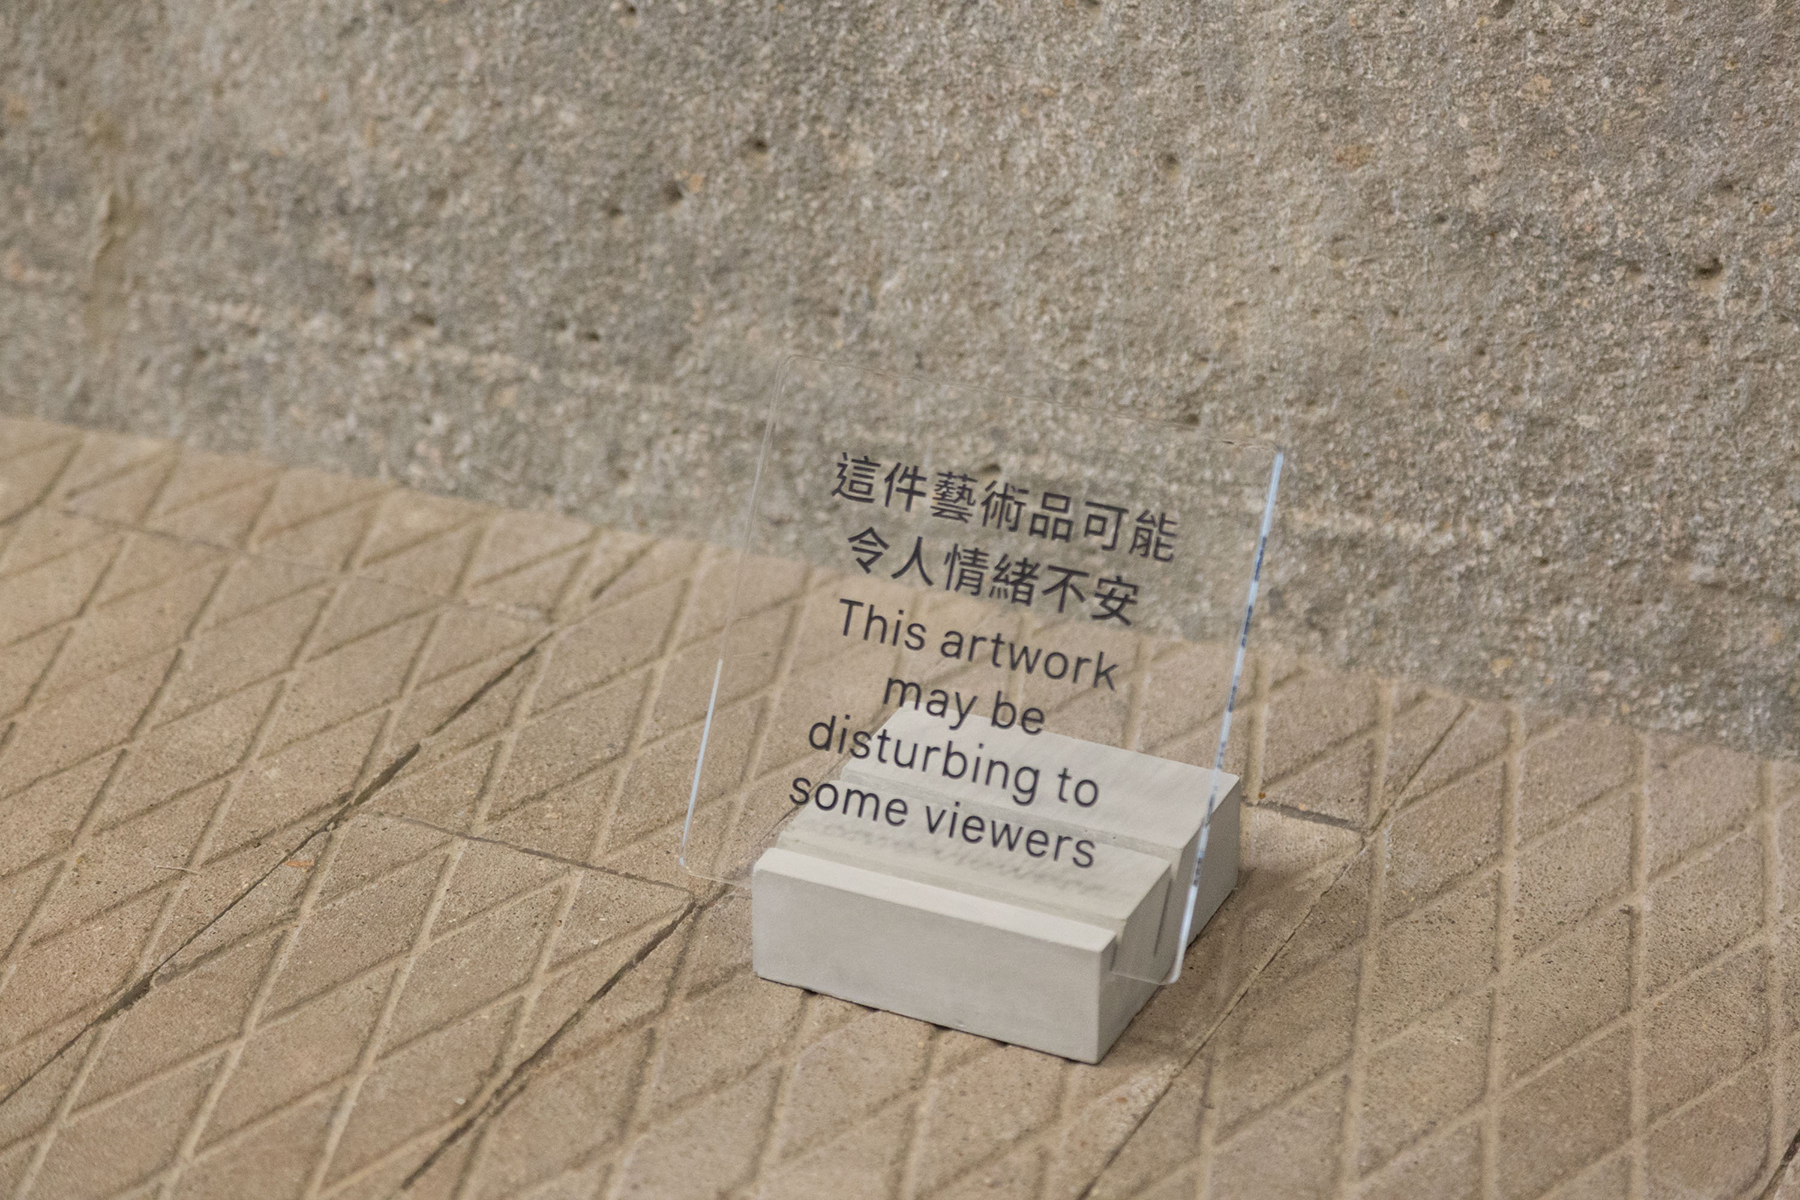 這件藝術品可能
令人情緒不安
This artwork
may be
disturbing to
some viewers